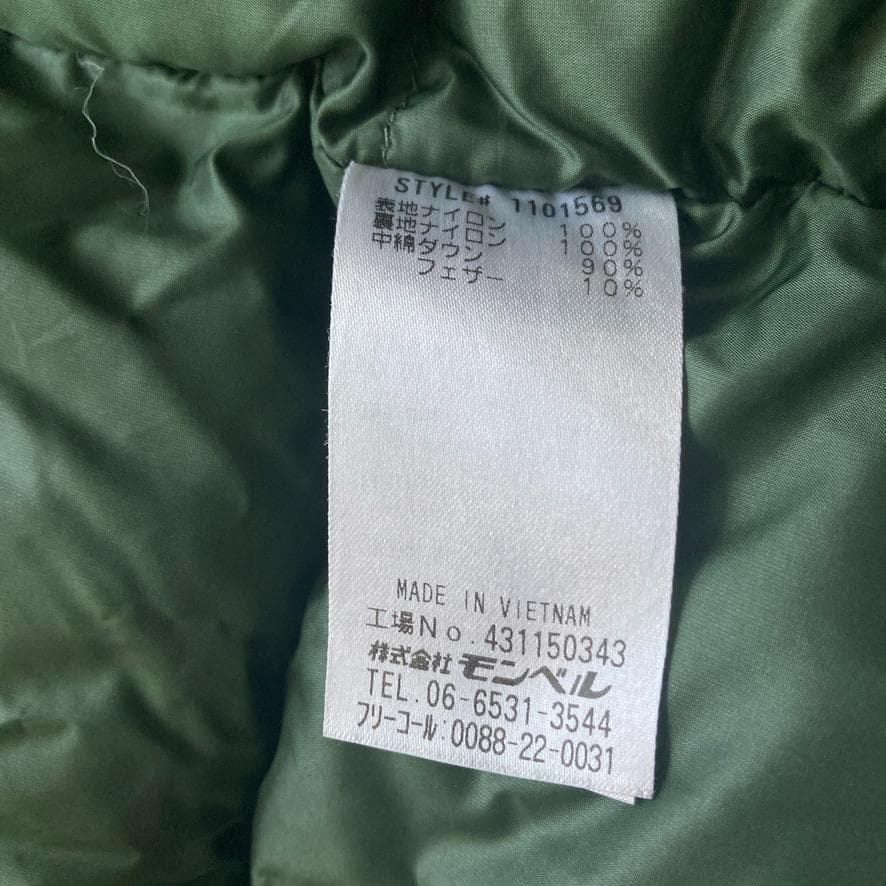 STYLE# 1101569
表地ナイロン 100%
裏地ナイロン 100%
中綿ダウン 90%
フェザー 10%
MADE IN VIETNAM
工場No.431150343
株式会社モンベル
TEL.06-6531-3544
フリーコール:0088-22-0031